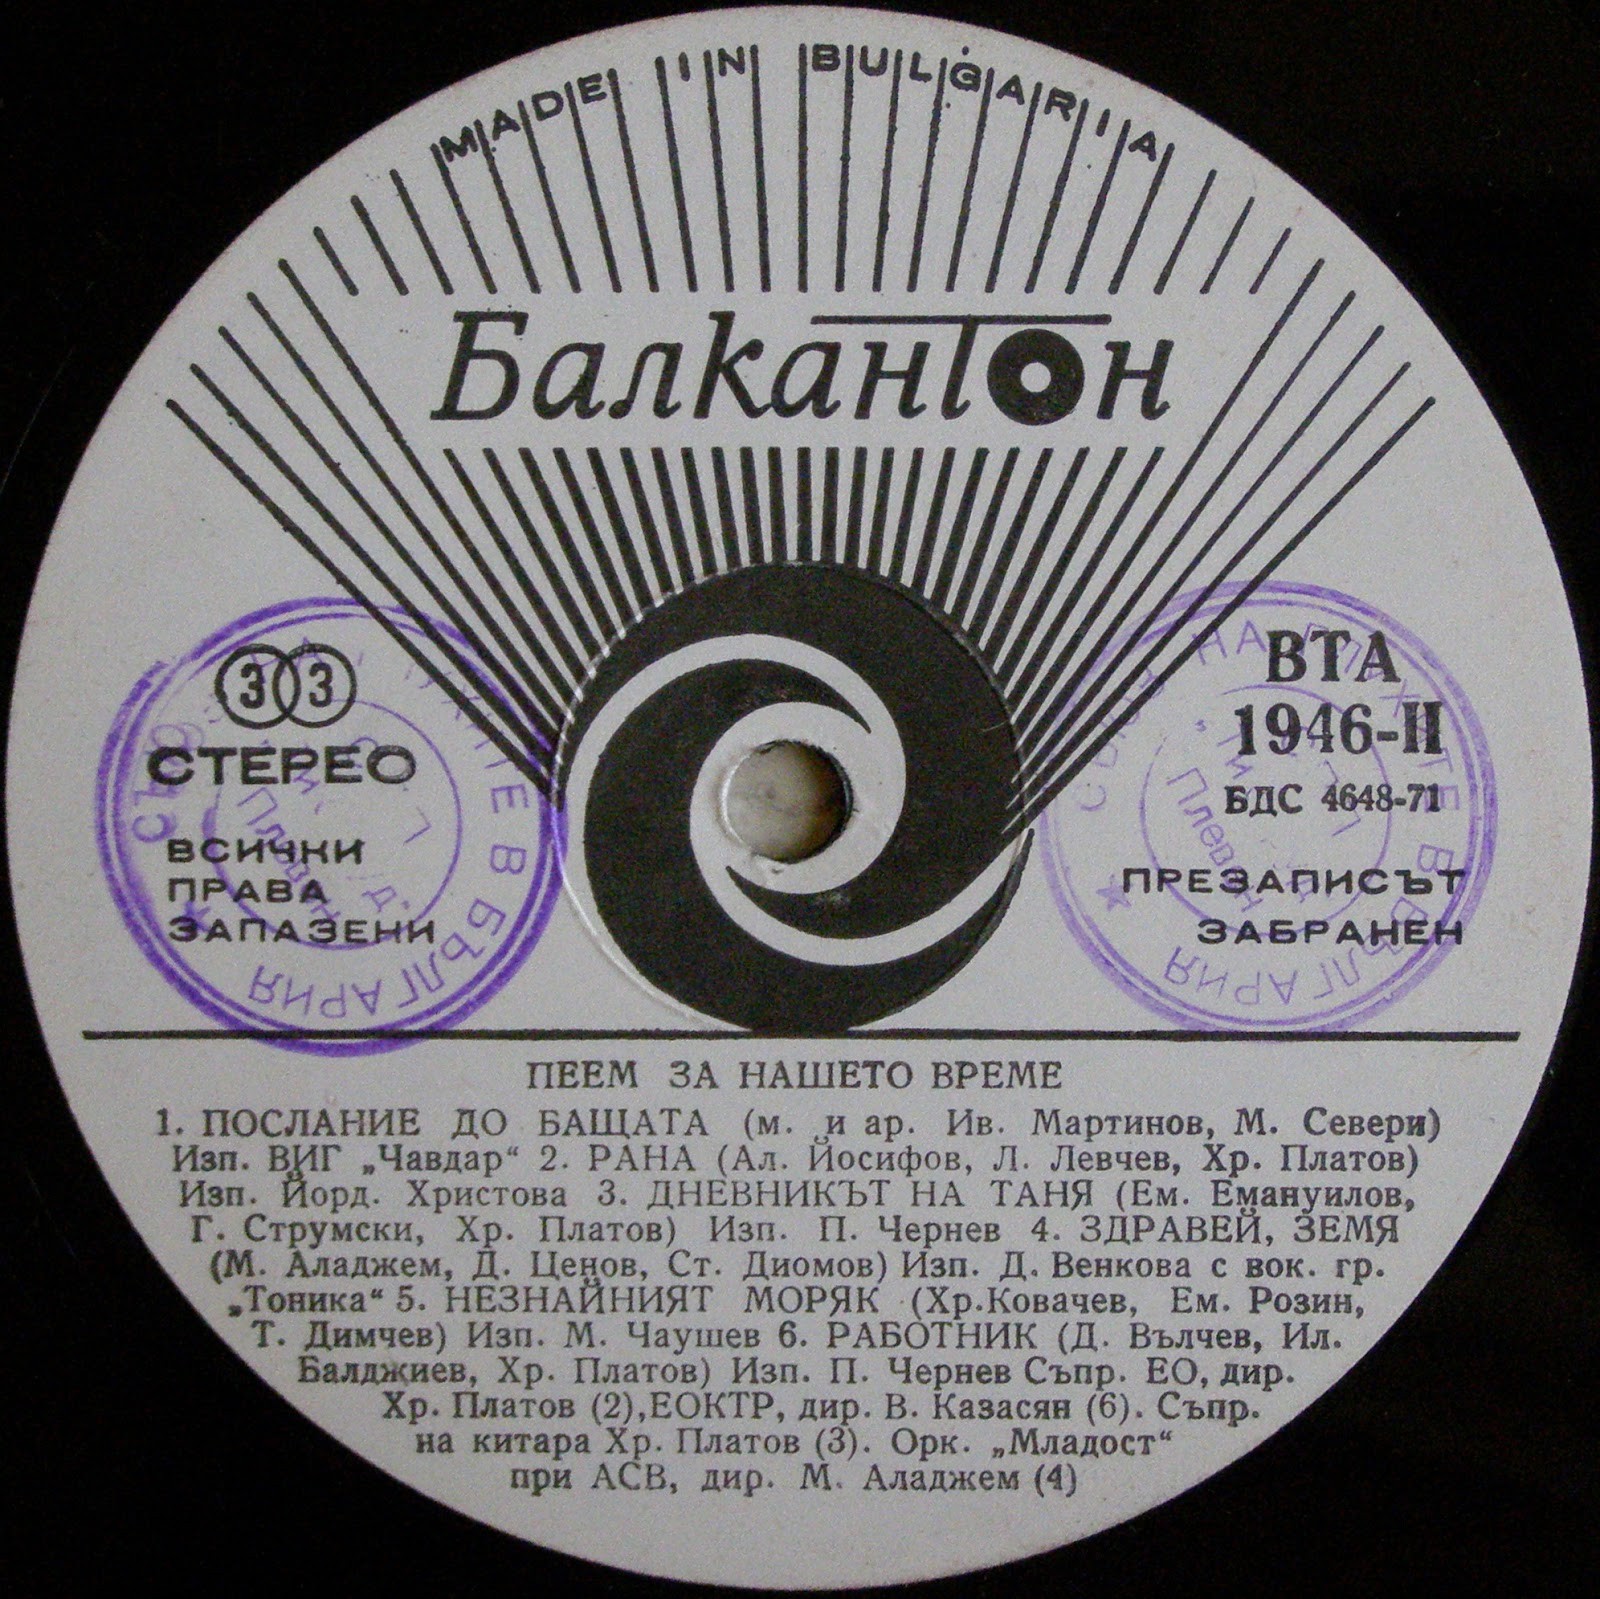 MADE IN BULGARIA
Балкантон
33
СТЕРЕО
ВСИЧКИ
ПРАВА
ЗАПАЗЕНИ
ВТА
1946-II
БДС 4648-71
ПРЕЗАПИСЪТ
ЗАБРАНЕН
В БЪЛГАРИЯ
Плевен
В БЪЛГАРИЯ
Плевен
ПЕЕМ ЗА НАШЕТО ВРЕМЕ
1. ПОСЛАНИЕ ДО БАЩАТА (м. и ар. Ив. Мартинов, М. Севери)
Изп. ВИГ „Чавдар“ 2. РАНА (Ал. Йосифов, Л. Левчев, Хр. Платов)
Изп. Йорд. Христова 3. ДНЕВНИКЪТ НА ТАНЯ (Ем. Емануилов,
Г. Струмски, Хр. Платов) Изп. П. Чернев 4. ЗДРАВЕЙ, ЗЕМЯ
(М. Аладжем, Д. Ценов, Ст. Диомов) Изп. Д. Венкова с вок. гр.
„Тоника“ 5. НЕЗНАЙНИЯТ МОРЯК (Хр.Ковачев, Ем. Розин,
Т. Димчев) Изп. М. Чаушев 6. РАБОТНИК (Д. Вълчев, Ил.
Балджиев, Хр. Платов) Изп. П. Чернев Съпр. ЕО, дир.
Хр. Платов (2),ЕОКТР, дир. В. Казасян (6). Съпр.
на китара Хр. Платов (3). Орк. „Младост“
при АСВ, дир. М. Аладжем (4)